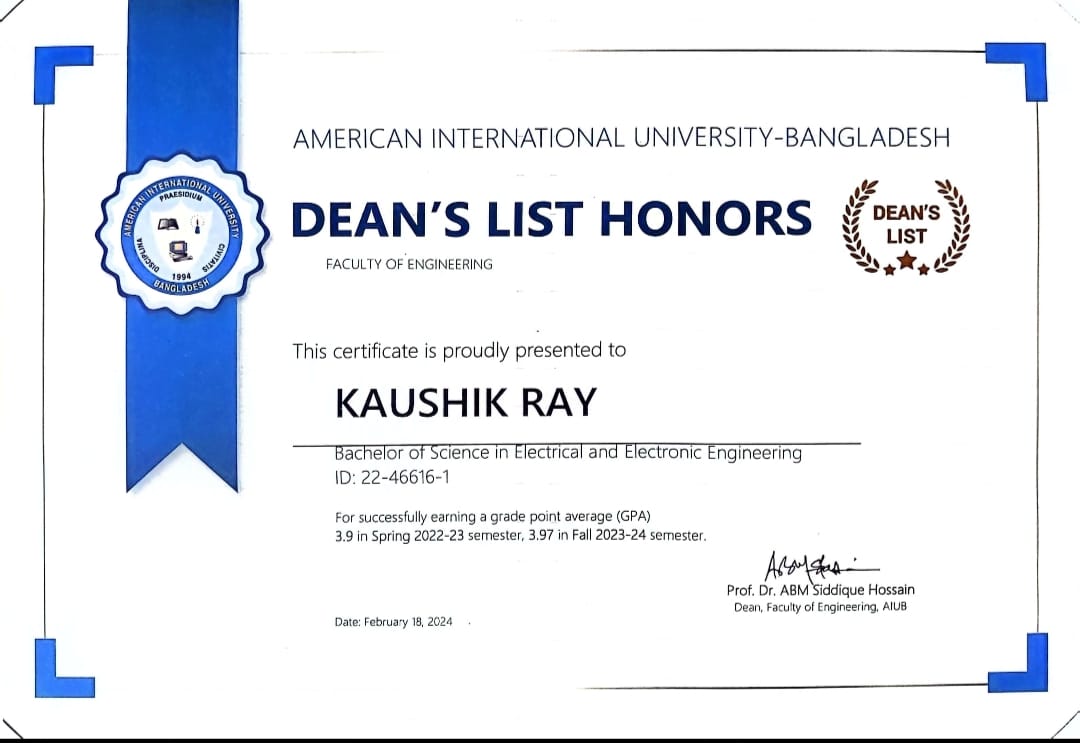 AMERICAN INTERNATIONAL UNIVERSITY-BANGLADESH
DEAN'S LIST HONORS
FACULTY OF ENGINEERING
DEAN'S
LIST
AMERICAN INTERNATIONAL UNIVERSITY
PRAESIDIUM
DISCIPLINA
CIVITATIS
1994
BANGLADESH
This certificate is proudly presented to
KAUSHIK RAY
Bachelor of Science in Electrical and Electronic Engineering
ID: 22-46616-1
For successfully earning a grade point average (GPA)
3.9 in Spring 2022-23 semester, 3.97 in Fall 2023-24 semester.
Prof. Dr. ABM Siddique Hossain
Dean, Faculty of Engineering, AIUB
Date: February 18, 2024